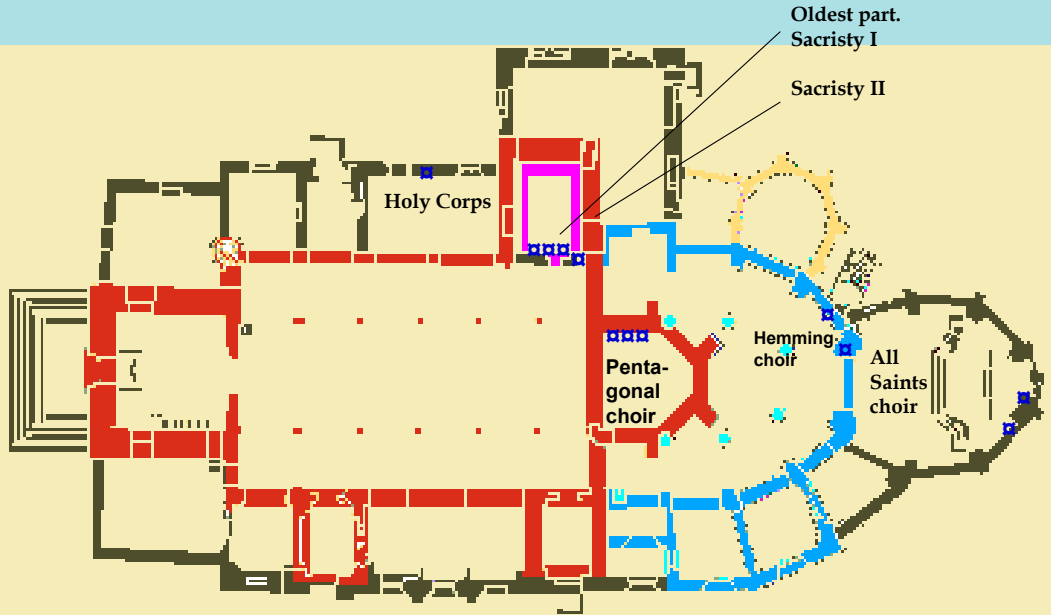 Oldest part.
Sacristy I
Sacristy II
Holy Corps
Hemming
choir
Penta-
gonal
choir
All
Saints
choir